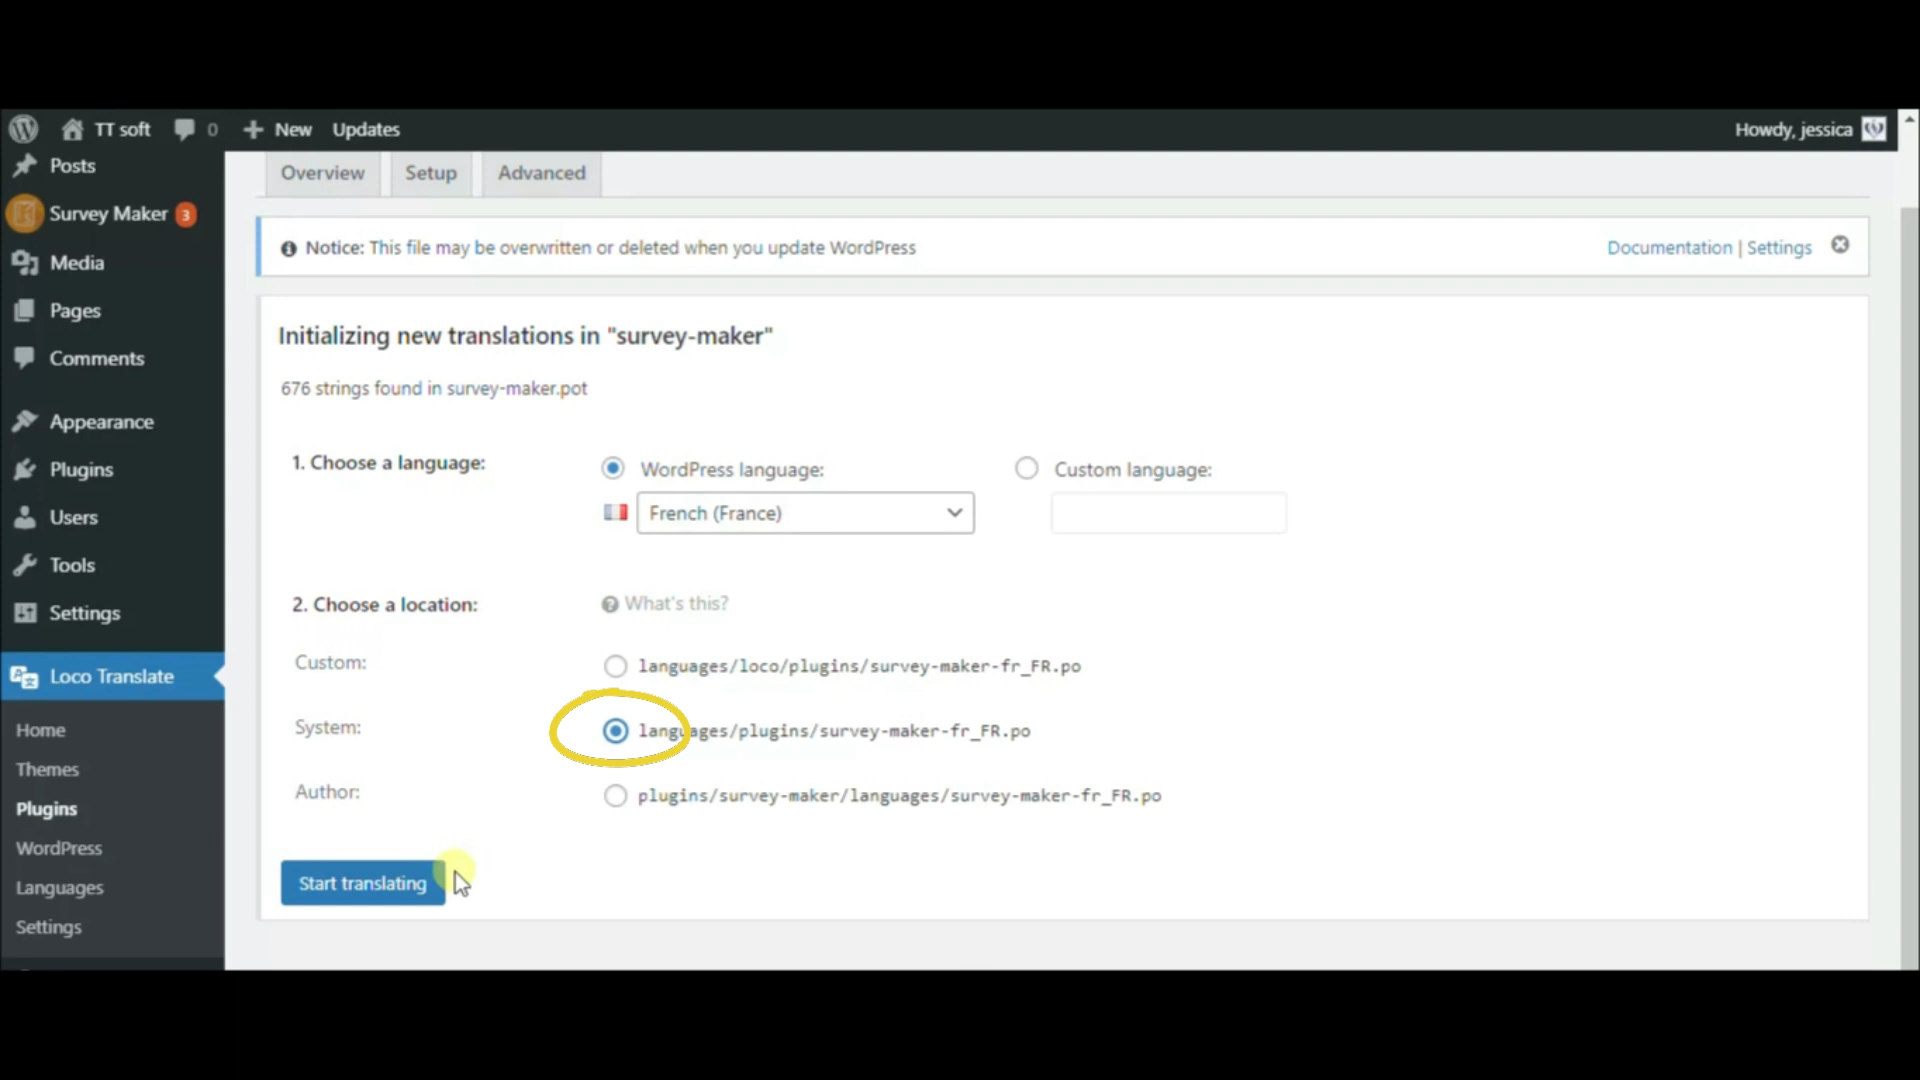 TT soft 0 New Updates Howdy, jessica
Posts
Survey Maker 3
Media
Pages
Comments
Appearance
Plugins
Users
Tools
Settings
Loco Translate
Home
Themes
Plugins
WordPress
Languages
Settings
Overview Setup Advanced
Notice: This file may be overwritten or deleted when you update WordPress Documentation | Settings
Initializing new translations in "survey-maker"
676 strings found in survey-maker.pot
1. Choose a language: WordPress language: Custom language:
French (France)
2. Choose a location: What's this?
Custom: languages/loco/plugins/survey-maker-fr_FR.po
System: languages/plugins/survey-maker-fr_FR.po
Author: plugins/survey-maker/languages/survey-maker-fr_FR.po
Start translating